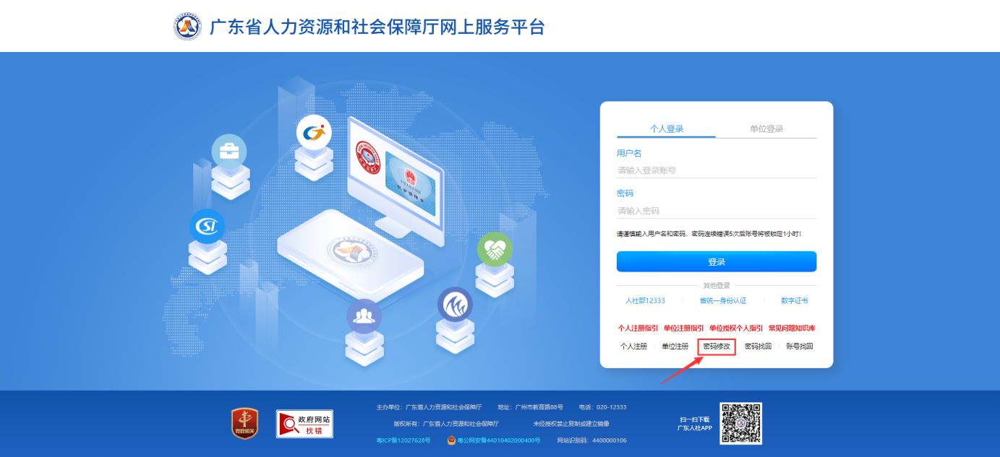 广东省人力资源和社会保障厅网上服务平台
个人登录 单位登录
用户名
请输入登录账号
密码
请输入密码
请谨慎输入用户名和密码，密码连续错误5次后账号将被锁定1小时！
登录
其他登录
人社部12333 省统一身份认证 数字证书
个人注册指引 单位注册指引 单位授权个人指引 常见问题知识库
个人注册 单位注册 密码修改 密码找回 账号找回
党政机关
政府网站
找错
主办单位：广东省人力资源和社会保障厅 地址：广州市教育路88号 电话：020-12333
版权所有：广东省人力资源和社会保障厅 未经授权禁止复制或建立镜像
粤ICP备12027628号 粤公网安备44010402000400号 网站识别码：4400000106
扫一扫下载
广东人社APP